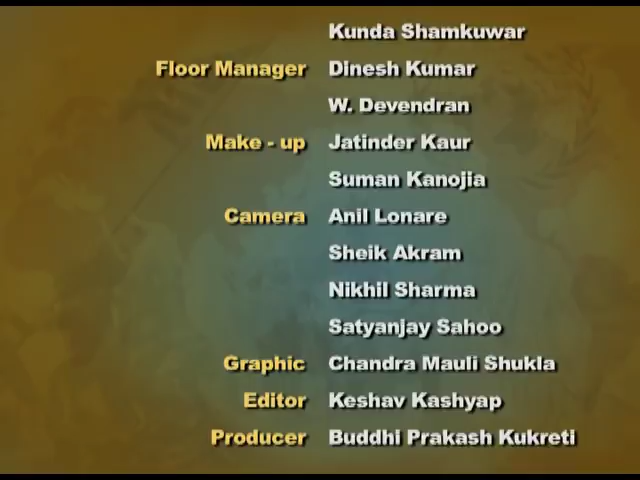 Kunda Shamkuwar
Floor Manager Dinesh Kumar
W. Devendran
Make - up Jatinder Kaur
Suman Kanojia
Camera Anil Lonare
Sheik Akram
Nikhil Sharma
Satyanjay Sahoo
Graphic Chandra Mauli Shukla
Editor Keshav Kashyap
Producer Buddhi Prakash Kukreti